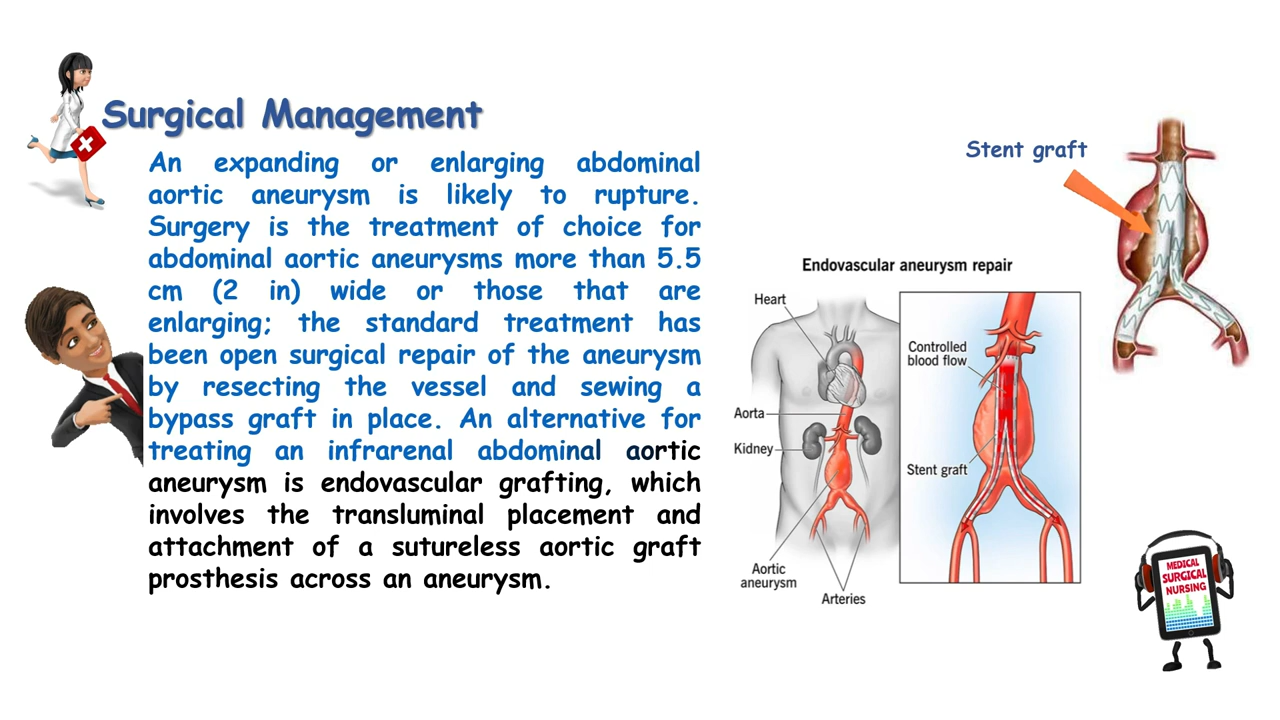 Surgical Management
An expanding or enlarging abdominal
aortic aneurysm is likely to rupture.
Surgery is the treatment of choice for
abdominal aortic aneurysms more than 5.5
cm (2 in) wide or those that are
enlarging; the standard treatment has
been open surgical repair of the aneurysm
by resecting the vessel and sewing a
bypass graft in place. An alternative for
treating an infrarenal abdominal aortic
aneurysm is endovascular grafting, which
involves the transluminal placement and
attachment of a sutureless aortic graft
prosthesis across an aneurysm.
Stent graft
Endovascular aneurysm repair
Heart
Aorta
Kidney
Aortic
aneurysm
Arteries
Controlled
blood flow
Stent graft
MEDICAL
SURGICAL
NURSING